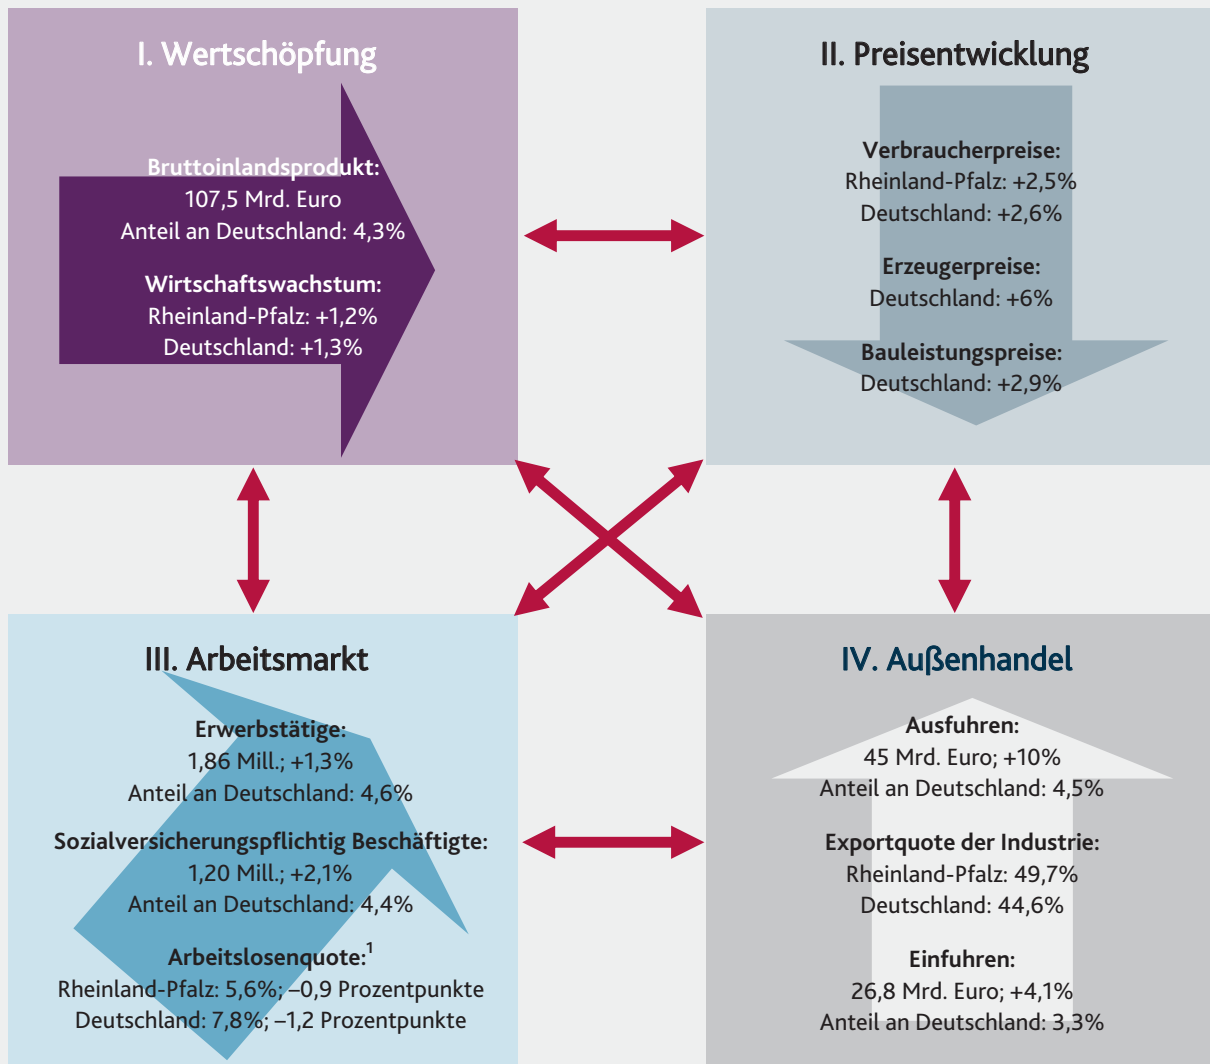 I. Wertschöpfung
Bruttoinlandsprodukt:
107,5 Mrd. Euro
Anteil an Deutschland: 4,3%
Wirtschaftswachstum:
Rheinland-Pfalz: +1,2%
Deutschland: +1,3%
II. Preisentwicklung
Verbraucherpreise:
Rheinland-Pfalz: +2,5%
Deutschland: +2,6%
Erzeugerpreise:
Deutschland: +6%
Bauleistungspreise:
Deutschland: +2,9%
III. Arbeitsmarkt
Erwerbstätige:
1,86 Mill.; +1,3%
Anteil an Deutschland: 4,6%
Sozialversicherungspflichtig Beschäftigte:
1,20 Mill.; +2,1%
Anteil an Deutschland: 4,4%
Arbeitslosenquote:¹
Rheinland-Pfalz: 5,6%; –0,9 Prozentpunkte
Deutschland: 7,8%; –1,2 Prozentpunkte
IV. Außenhandel
Ausfuhren:
45 Mrd. Euro; +10%
Anteil an Deutschland: 4,5%
Exportquote der Industrie:
Rheinland-Pfalz: 49,7%
Deutschland: 44,6%
Einfuhren:
26,8 Mrd. Euro; +4,1%
Anteil an Deutschland: 3,3%